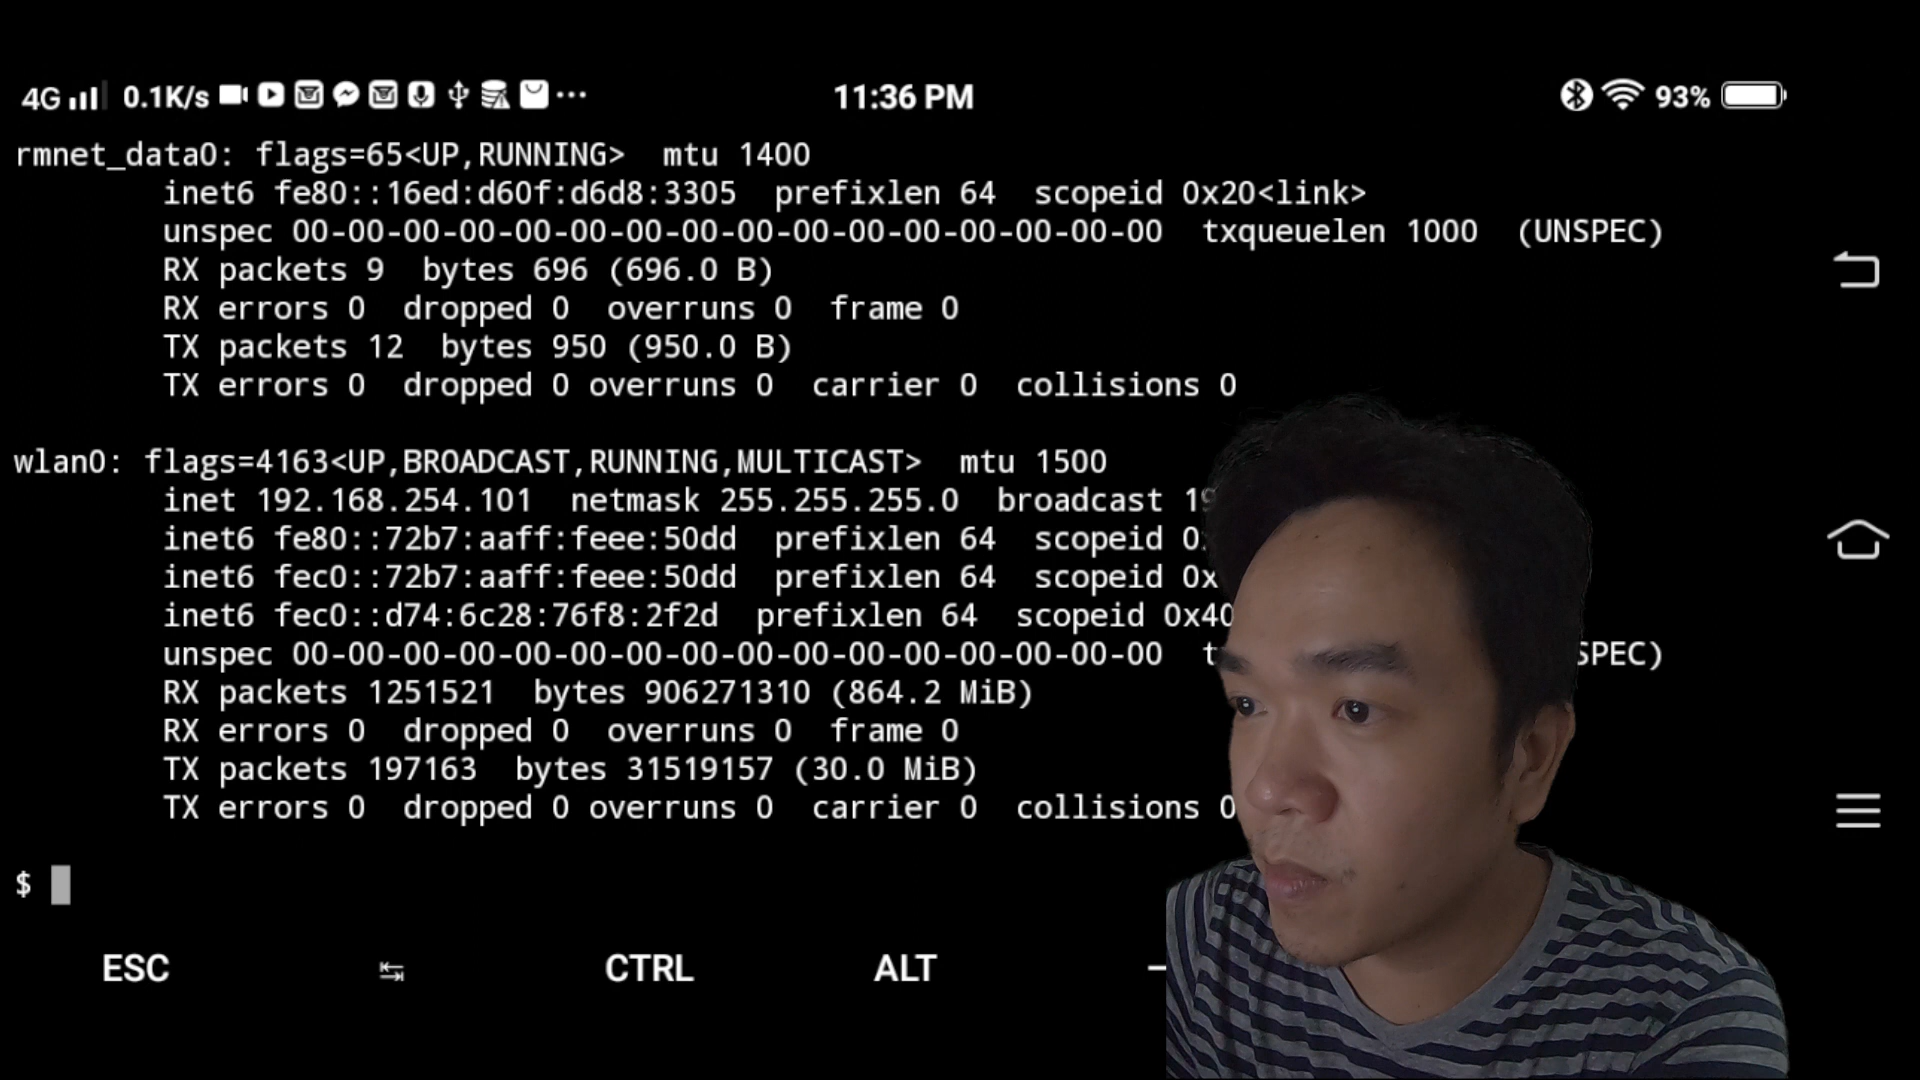 4G 0.1K/s 11:36 PM 93%
rmnet_data0: flags=65<UP,RUNNING>  mtu 1400
inet6 fe80::16ed:d60f:d6d8:3305  prefixlen 64  scopeid 0x20<link>
unspec 00-00-00-00-00-00-00-00-00-00-00-00-00-00-00-00  txqueuelen 1000  (UNSPEC)
RX packets 9  bytes 696 (696.0 B)
RX errors 0  dropped 0  overruns 0  frame 0
TX packets 12  bytes 950 (950.0 B)
TX errors 0  dropped 0 overruns 0  carrier 0  collisions 0
wlan0: flags=4163<UP,BROADCAST,RUNNING,MULTICAST>  mtu 1500
inet 192.168.254.101  netmask 255.255.255.0  broadcast
inet6 fe80::72b7:aaff:feee:50dd  prefixlen 64  scopeid
inet6 fec0::72b7:aaff:feee:50dd  prefixlen 64  scopeid
inet6 fec0::d74:6c28:76f8:2f2d  prefixlen 64  scopeid 0x40
unspec 00-00-00-00-00-00-00-00-00-00-00-00-00-00-00-00
RX packets 1251521  bytes 906271310 (864.2 MiB)
RX errors 0  dropped 0  overruns 0  frame 0
TX packets 197163  bytes 31519157 (30.0 MiB)
TX errors 0  dropped 0 overruns 0  carrier 0  collisions 0
$
ESC CTRL ALT